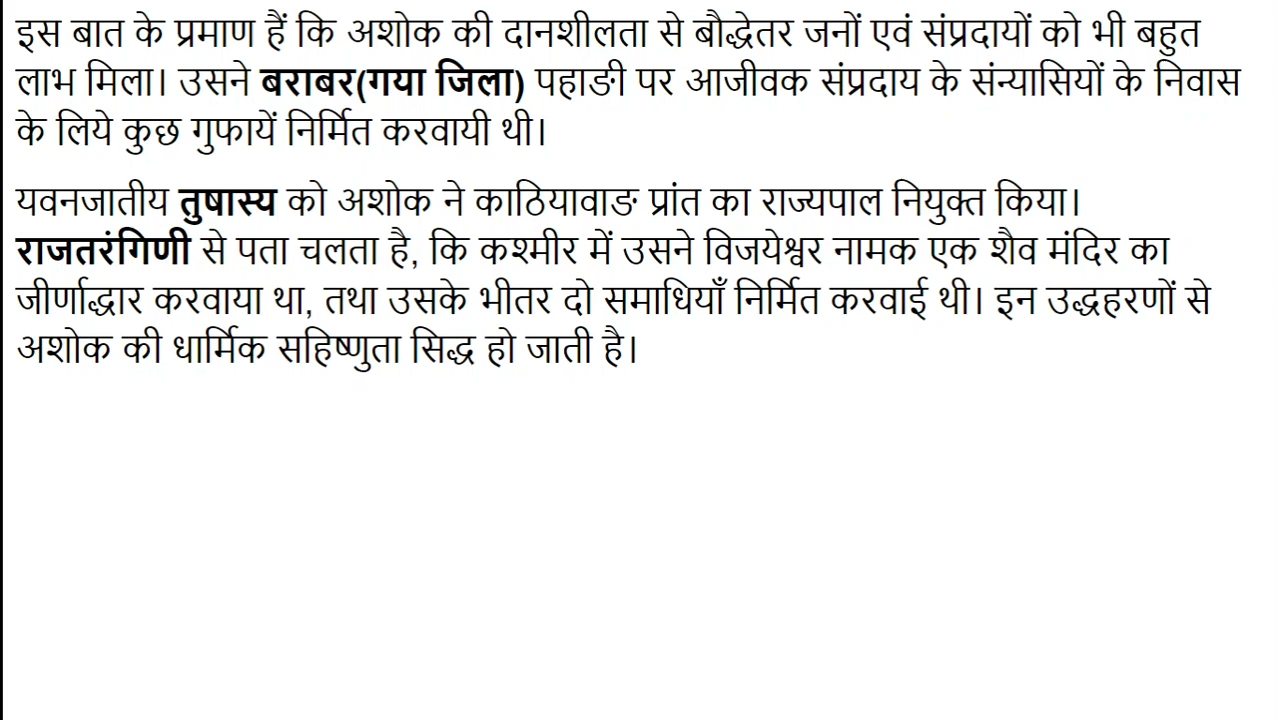 इस बात के प्रमाण हैं कि अशोक की दानशीलता से बौद्धेतर जनों एवं संप्रदायों को भी बहुत
लाभ मिला। उसने बराबर(गया जिला) पहाङी पर आजीवक संप्रदाय के संन्यासियों के निवास
के लिये कुछ गुफायें निर्मित करवायी थी।
यवनजातीय तुषास्य को अशोक ने काठियावाङ प्रांत का राज्यपाल नियुक्त किया।
राजतरंगिणी से पता चलता है, कि कश्मीर में उसने विजयेश्वर नामक एक शैव मंदिर का
जीर्णाद्धार करवाया था, तथा उसके भीतर दो समाधियाँ निर्मित करवाई थी। इन उद्धहरणों से
अशोक की धार्मिक सहिष्णुता सिद्ध हो जाती है।